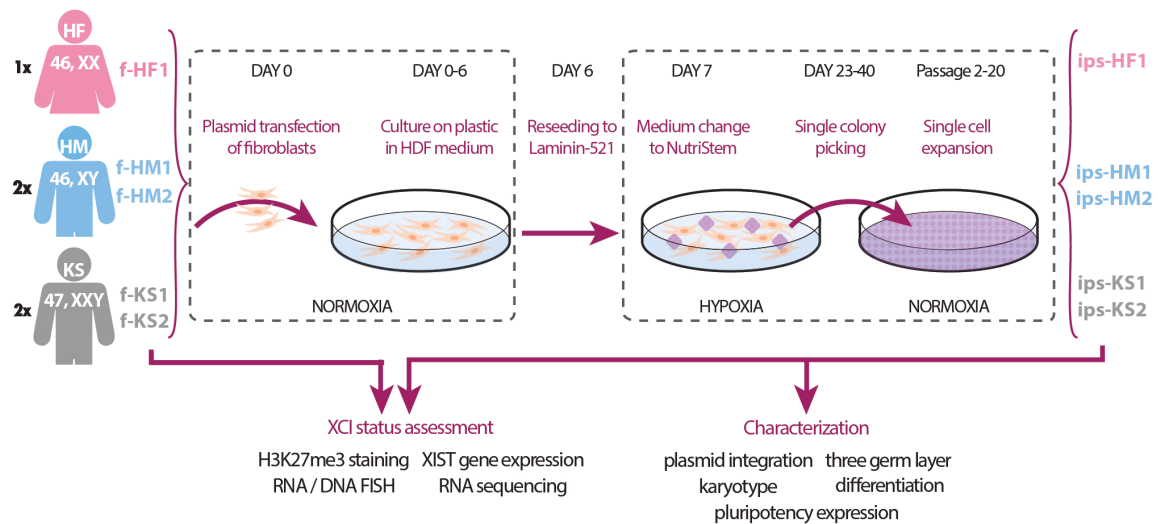 HF
1x
46, XX
f-HF1
HM
2x
46, XY
f-HM1
f-HM2
KS
2x
47, XXY
f-KS1
f-KS2
DAY 0
DAY 0-6
DAY 6
DAY 7
DAY 23-40
Passage 2-20
Plasmid transfection
of fibroblasts
Culture on plastic
in HDF medium
Reseeding to
Laminin-521
Medium change
to NutriStem
Single colony
picking
Single cell
expansion
NORMOXIA
HYPOXIA
NORMOXIA
ips-HF1
ips-HM1
ips-HM2
ips-KS1
ips-KS2
XCI status assessment
H3K27me3 staining
XIST gene expression
RNA / DNA FISH
RNA sequencing
Characterization
plasmid integration
three germ layer
differentiation
karyotype
pluripotency expression